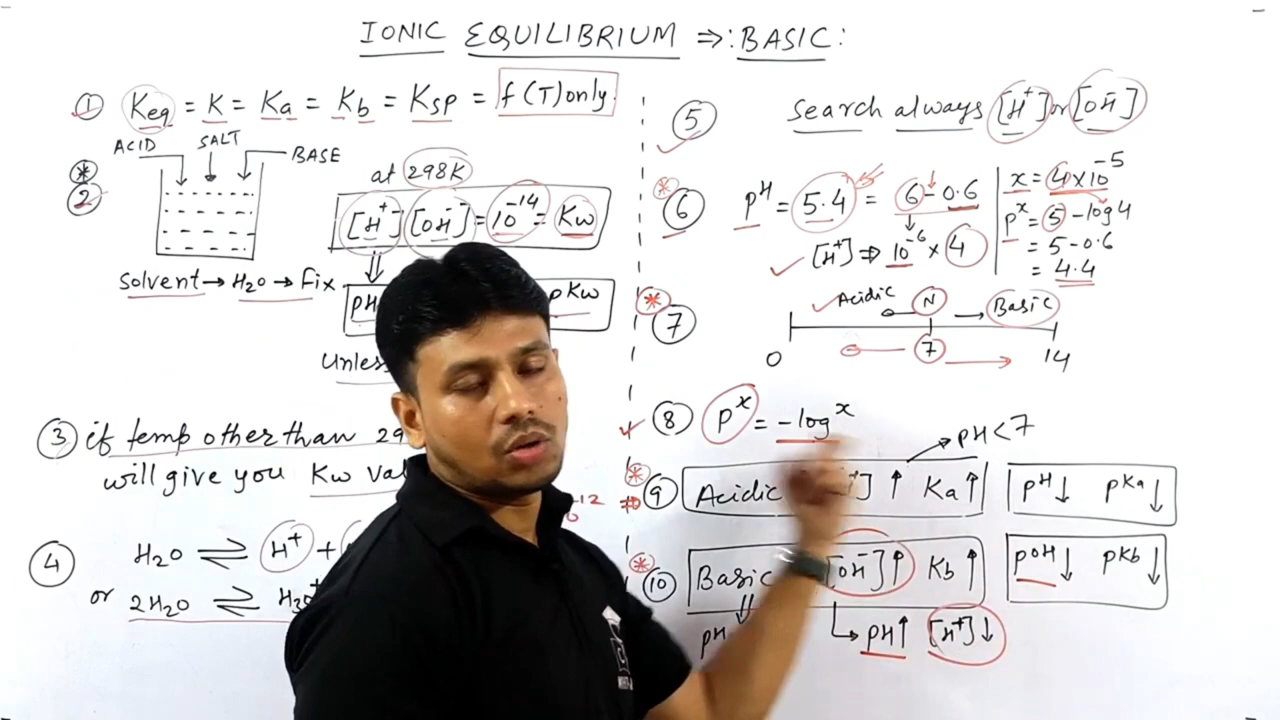 IONIC EQUILIBRIUM ⇒ : BASIC :
① Keq = K = Ka = Kb = Ksp = f(T) only.
ACID SALT BASE
* ②
at 298K
[H⁺] [OH⁻] = 10⁻¹⁴ = Kw
Solvent → H₂O → Fix
pH pKw
Unless
③ if temp other than 29
will give you Kw val
④ H₂O ⇌ H⁺ +
or 2H₂O ⇌ H₃O⁺
⑤ Search always [H⁺] or [OH⁻]
* ⑥ pH = 5.4 = 6 - 0.6
[H⁺] ⇒ 10⁻⁶ × 4
x = 4×10⁻⁵
pˣ = 5 - log 4
= 5 - 0.6
= 4.4
* ⑦ Acidic N → Basic
0 7 14
⑧ pˣ = - log x
→ pH < 7
* ⑨ Acidic ] ↑ Ka ↑ pH ↓ pKa ↓
* ⑩ Basic [OH⁻] ↑ Kb ↑ pOH ↓ pKb ↓
pH
→ pH ↑ [H⁺] ↓